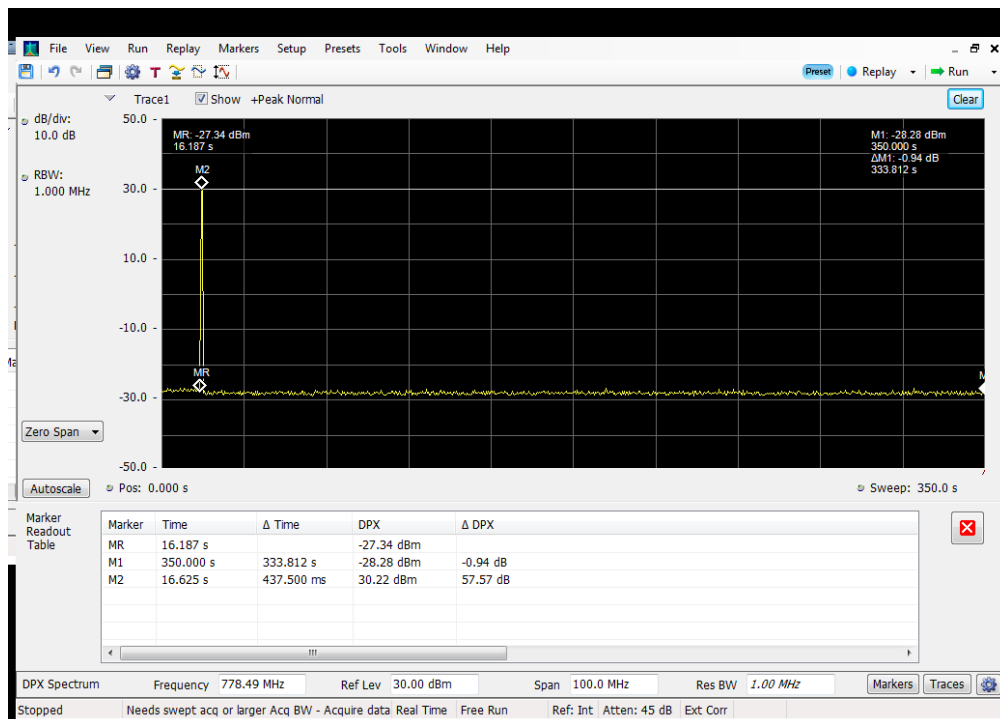 File View Run Replay Markers Setup Presets Tools Window Help
T Preset Replay Run
Trace1 Show +Peak Normal Clear
dB/div:
10.0 dB
RBW:
1.000 MHz
50.0
30.0
10.0
-10.0
-30.0
-50.0
MR: -27.34 dBm
16.187 s
M1: -28.28 dBm
350.000 s
ΔM1: -0.94 dB
333.812 s
M2
MR
Zero Span
Autoscale Pos: 0.000 s Sweep: 350.0 s
Marker
Readout
Table
Marker Time Δ Time DPX Δ DPX
MR 16.187 s -27.34 dBm
M1 350.000 s 333.812 s -28.28 dBm -0.94 dB
M2 16.625 s 437.500 ms 30.22 dBm 57.57 dB
DPX Spectrum Frequency 778.49 MHz Ref Lev 30.00 dBm Span 100.0 MHz Res BW 1.00 MHz Markers Traces
Stopped Needs swept acq or larger Acq BW - Acquire data Real Time Free Run Ref: Int Atten: 45 dB Ext Corr